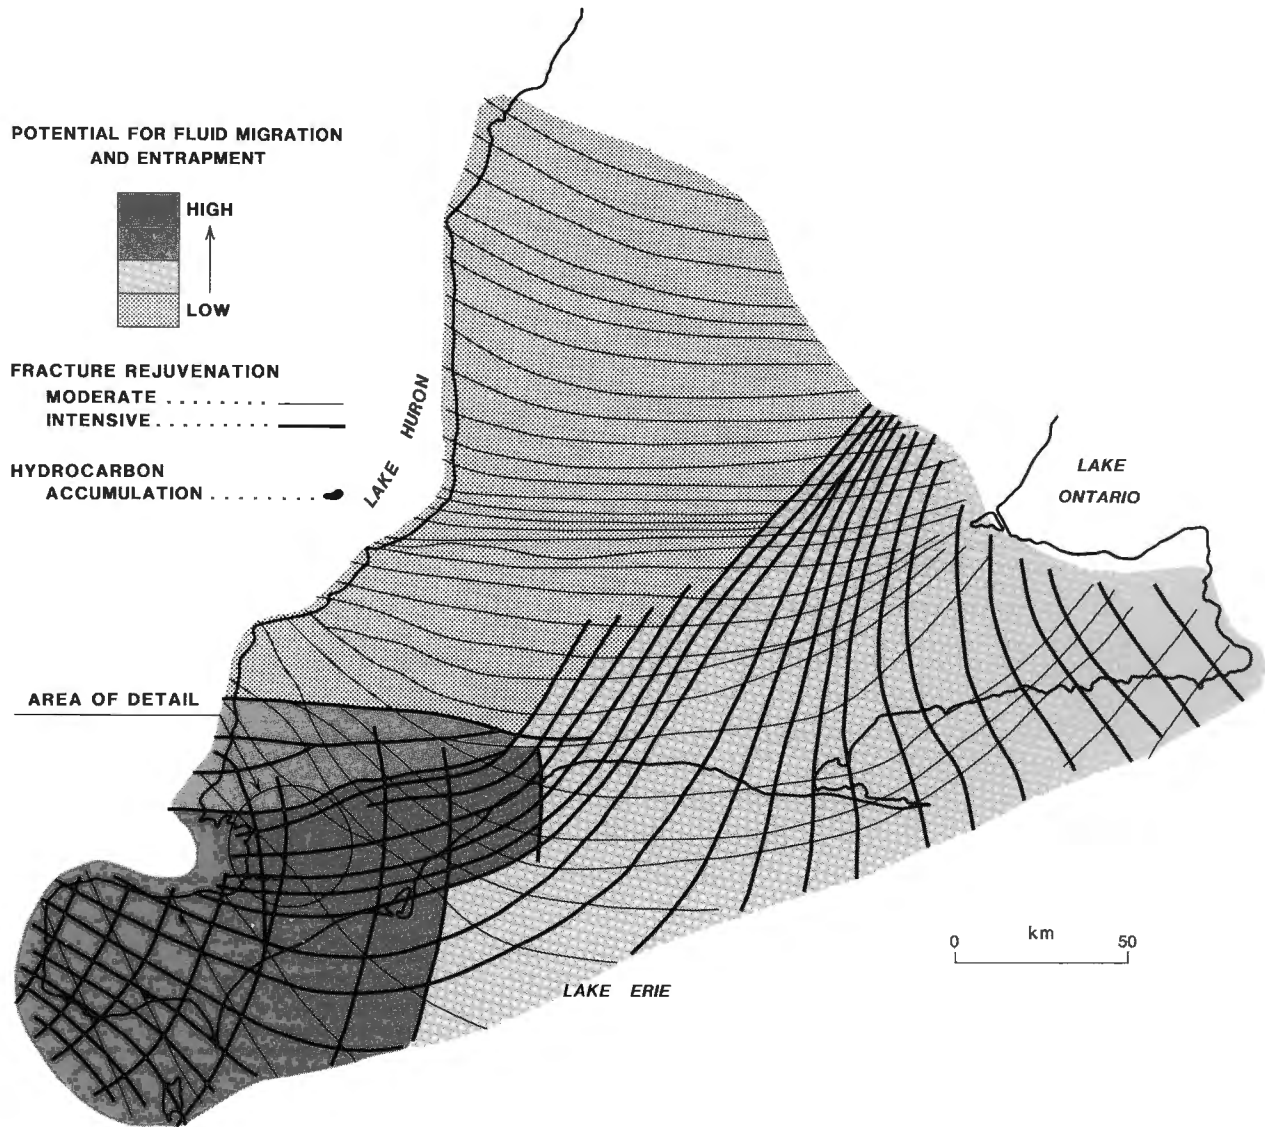 POTENTIAL FOR FLUID MIGRATION
AND ENTRAPMENT
HIGH
LOW
FRACTURE REJUVENATION
MODERATE . . . . . . . .
INTENSIVE . . . . . . . . .
HYDROCARBON
ACCUMULATION . . . . . . . .
LAKE HURON
LAKE
ONTARIO
AREA OF DETAIL
km
0 50
LAKE ERIE